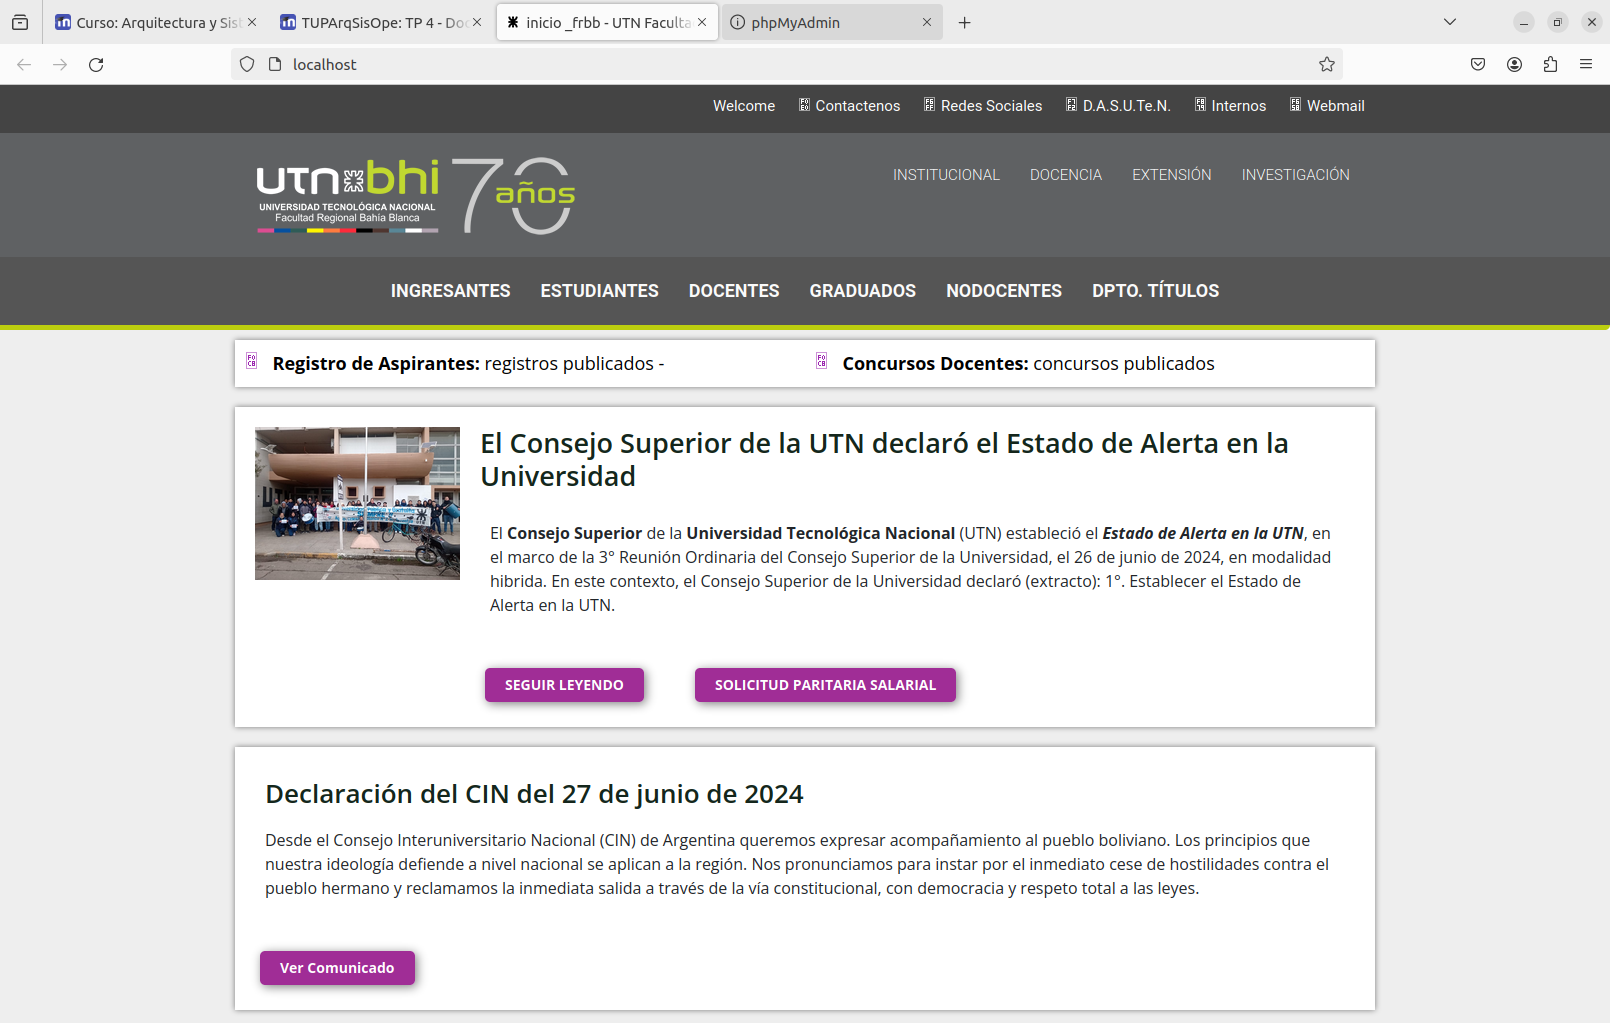 Curso: Arquitectura y Sis
TUPArqSisOpe: TP 4 - Do
inicio _frbb - UTN Faculta
phpMyAdmin
localhost
Welcome Contactenos Redes Sociales D.A.S.U.Te.N. Internos Webmail
utn bhi 70 años
UNIVERSIDAD TECNOLÓGICA NACIONAL
Facultad Regional Bahía Blanca
INSTITUCIONAL DOCENCIA EXTENSIÓN INVESTIGACIÓN
INGRESANTES ESTUDIANTES DOCENTES GRADUADOS NODOCENTES DPTO. TÍTULOS
Registro de Aspirantes: registros publicados -
Concursos Docentes: concursos publicados
El Consejo Superior de la UTN declaró el Estado de Alerta en la
Universidad
El Consejo Superior de la Universidad Tecnológica Nacional (UTN) estableció el Estado de Alerta en la UTN, en
el marco de la 3° Reunión Ordinaria del Consejo Superior de la Universidad, el 26 de junio de 2024, en modalidad
hibrida. En este contexto, el Consejo Superior de la Universidad declaró (extracto): 1°. Establecer el Estado de
Alerta en la UTN.
SEGUIR LEYENDO
SOLICITUD PARITARIA SALARIAL
Declaración del CIN del 27 de junio de 2024
Desde el Consejo Interuniversitario Nacional (CIN) de Argentina queremos expresar acompañamiento al pueblo boliviano. Los principios que
nuestra ideología defiende a nivel nacional se aplican a la región. Nos pronunciamos para instar por el inmediato cese de hostilidades contra el
pueblo hermano y reclamamos la inmediata salida a través de la vía constitucional, con democracia y respeto total a las leyes.
Ver Comunicado